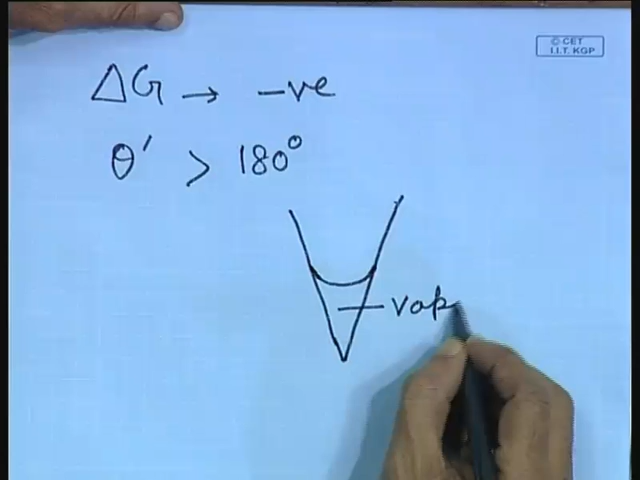 © CET
I.I.T. KGP
ΔG → -ve
θ' > 180°
vap